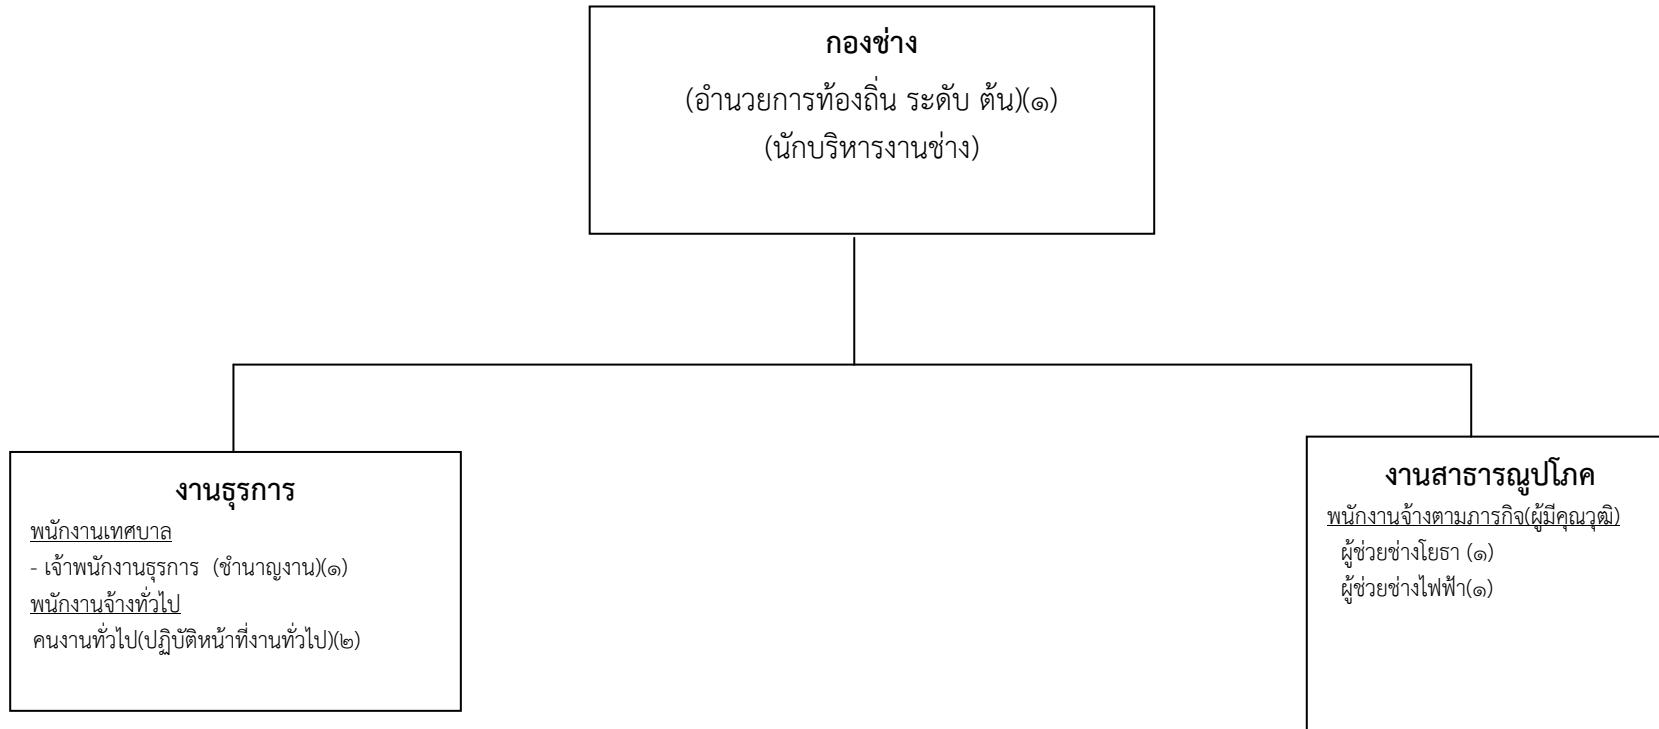 กองช่าง
(อำนวยการท้องถิ่น ระดับ ต้น)(๑)
(นักบริหารงานช่าง)
งานธุรการ
พนักงานเทศบาล
- เจ้าพนักงานธุรการ (ชำนาญงาน)(๑)
พนักงานจ้างทั่วไป
คนงานทั่วไป(ปฏิบัติหน้าที่งานทั่วไป)(๒)
งานสาธารณูปโภค
พนักงานจ้างตามภารกิจ(ผู้มีคุณวุฒิ)
ผู้ช่วยช่างโยธา (๑)
ผู้ช่วยช่างไฟฟ้า(๑)